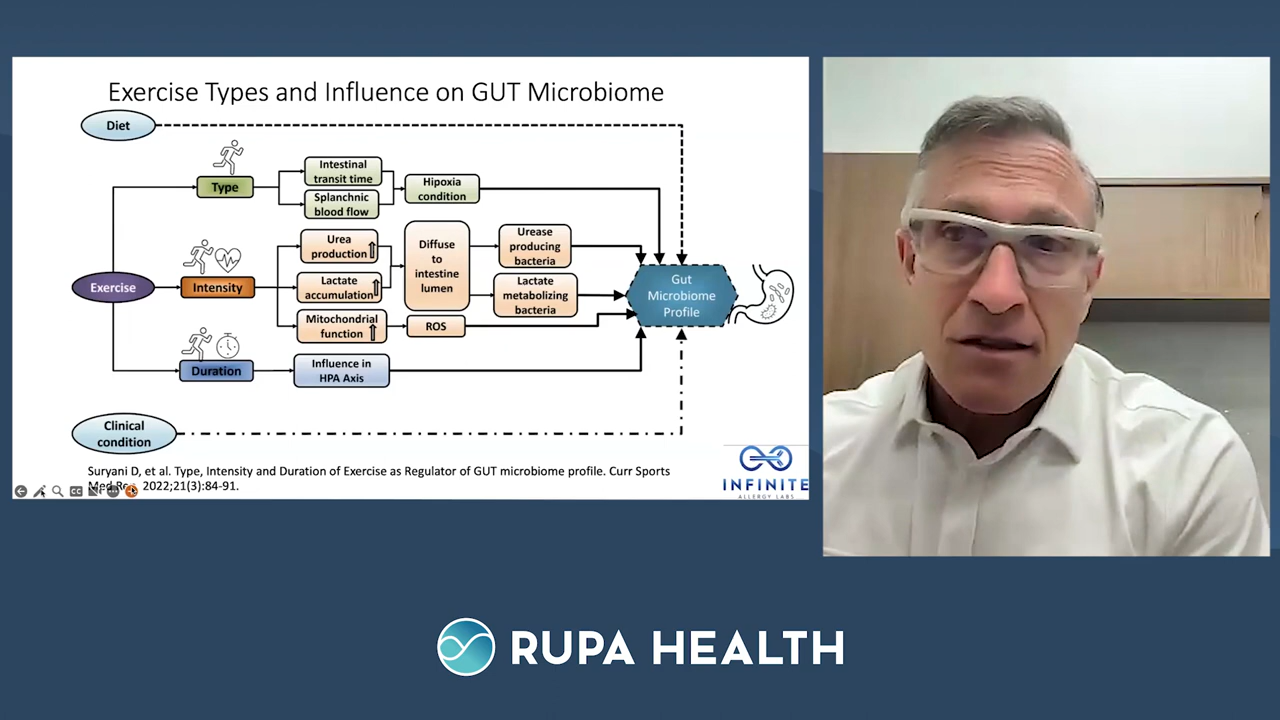 Exercise Types and Influence on GUT Microbiome
Diet
Type
Intestinal
transit time
Splanchnic
blood flow
Hipoxia
condition
Exercise
Intensity
Urea
production
Lactate
accumulation
Mitochondrial
function
Diffuse
to
intestine
lumen
ROS
Urease
producing
bacteria
Lactate
metabolizing
bacteria
Gut
Microbiome
Profile
Duration
Influence in
HPA Axis
Clinical
condition
Suryani D, et al. Type, Intensity and Duration of Exercise as Regulator of GUT microbiome profile. Curr Sports
2022;21(3):84-91.
INFINITE
ALLERGY LABS
CC
RUPA HEALTH